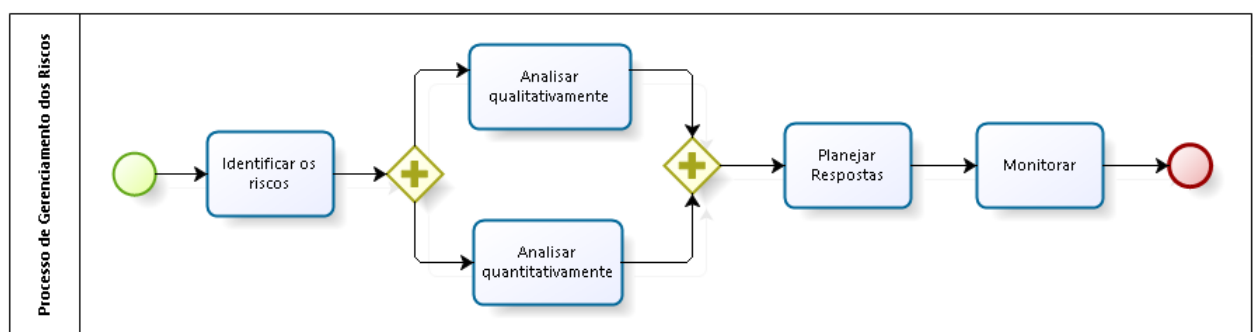 Processo de Gerenciamento dos Riscos
Identificar os
riscos
Analisar
qualitativamente
Analisar
quantitativamente
Planejar
Respostas
Monitorar